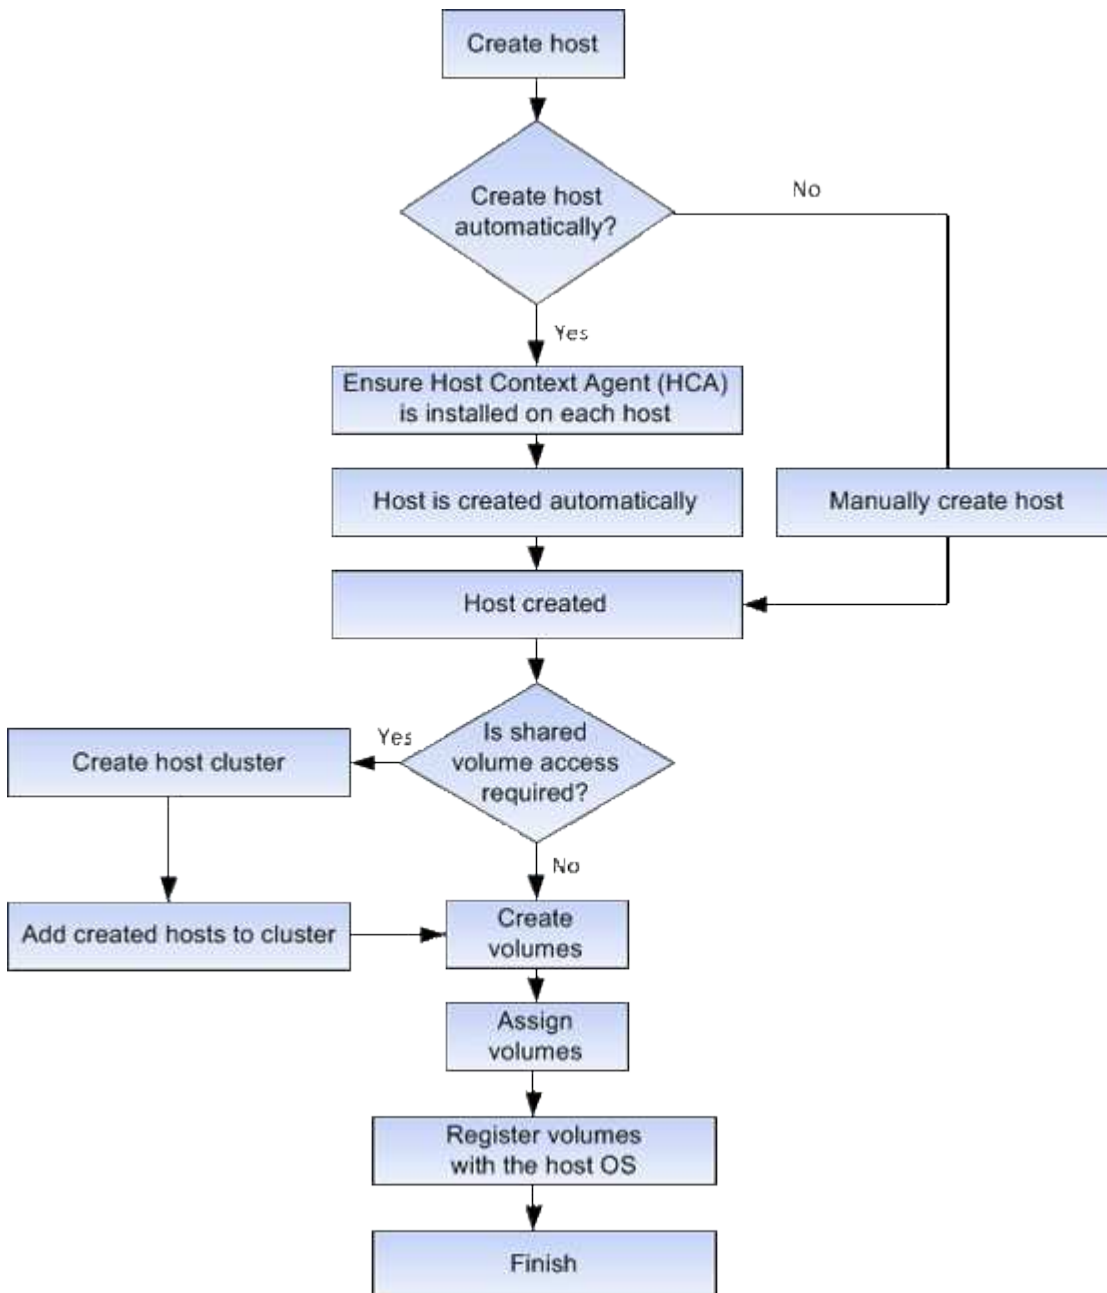 Create host
Create host
automatically?
No
Yes
Ensure Host Context Agent (HCA)
is installed on each host
Host is created automatically
Manually create host
Host created
Is shared
volume access
required?
Yes
Create host cluster
No
Add created hosts to cluster
Create
volumes
Assign
volumes
Register volumes
with the host OS
Finish